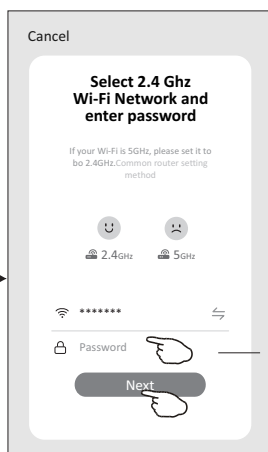 Cancel
Select 2.4 Ghz
Wi-Fi Network and
enter password
If your Wi-Fi is 5GHz, please set it to
bo 2.4GHz.Common router setting
method
2.4GHz 5GHz
*******
Password
Next